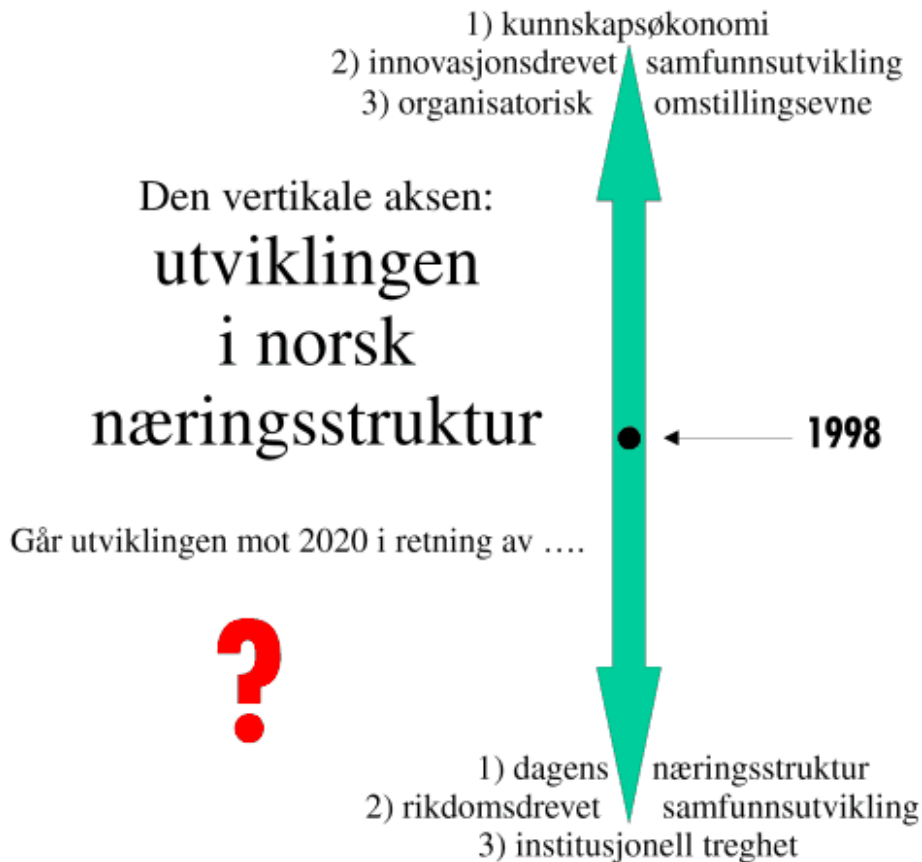 1) kunnskapsøkonomi
2) innovasjonsdrevet samfunnsutvikling
3) organisatorisk omstillingsevne
Den vertikale aksen:
utviklingen
i norsk
næringsstruktur
1998
Går utviklingen mot 2020 i retning av ….
?
1) dagens næringsstruktur
2) rikdomsdrevet samfunnsutvikling
3) institusjonell treghet